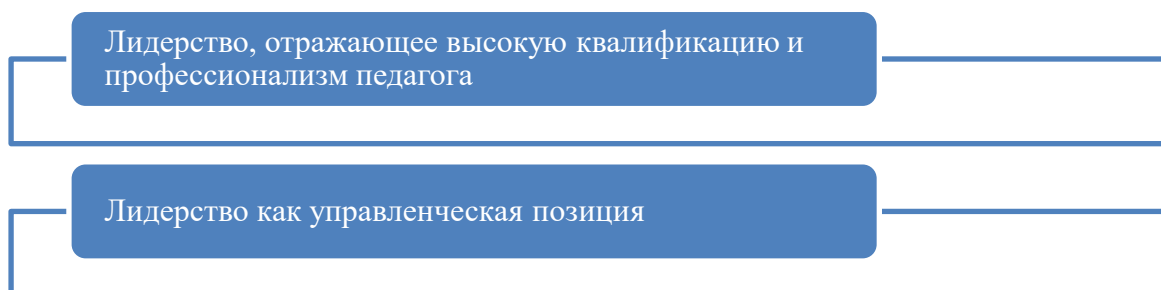 Лидерство, отражающее высокую квалификацию и
профессионализм педагога
Лидерство как управленческая позиция